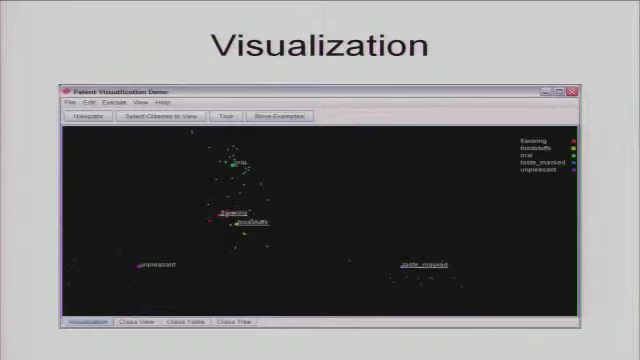 Visualization
Patent Visualization Demo
File Edit Execute View Help
Navigator Select Classes to View Tour Show Examples
flavoring
foodstuffs
oral
taste_masked
unpleasant
oral
flavoring
foodstuffs
unpleasant
taste_masked
Visualization Class View Class Table Class Tree